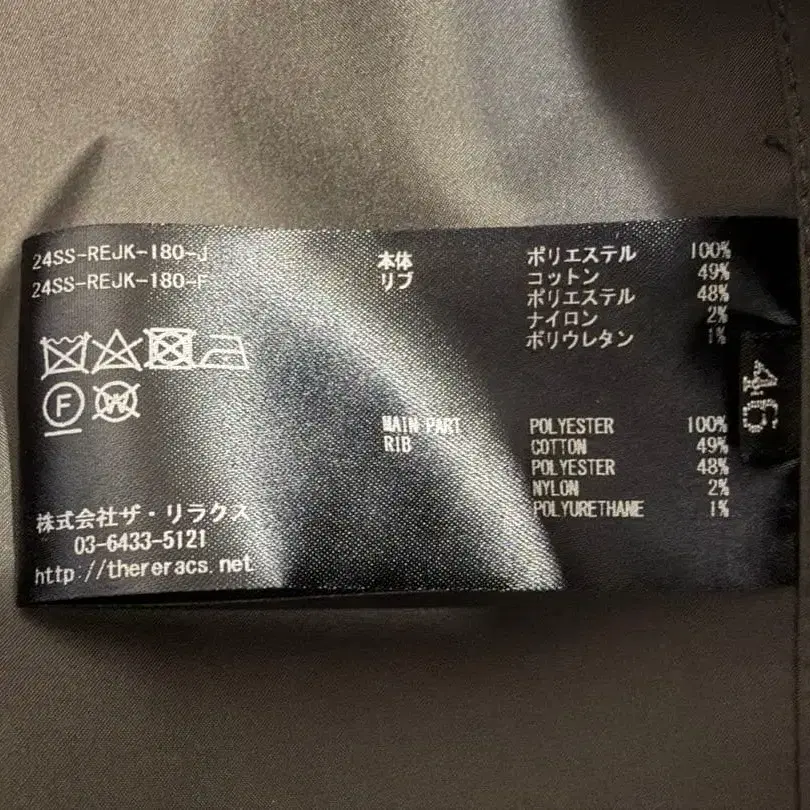 24SS-REJK-180-J
24SS-REJK-180-F
本体 ポリエステル 100%
リブ コットン 49%
ポリエステル 48%
ナイロン 2%
ポリウレタン 1%
F W
MAIN PART POLYESTER 100%
RIB COTTON 49%
POLYESTER 48%
NYLON 2%
POLYURETHANE 1%
株式会社ザ・リラクス
03-6433-5121
http://thereracs.net
46